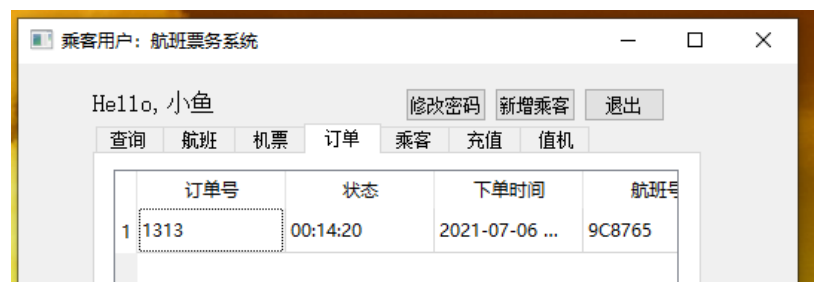 乘客用户：航班票务系统
Hello, 小鱼 修改密码 新增乘客 退出
查询 航班 机票 订单 乘客 充值 值机
订单号 状态 下单时间 航班号
1 1313 00:14:20 2021-07-06 ... 9C8765